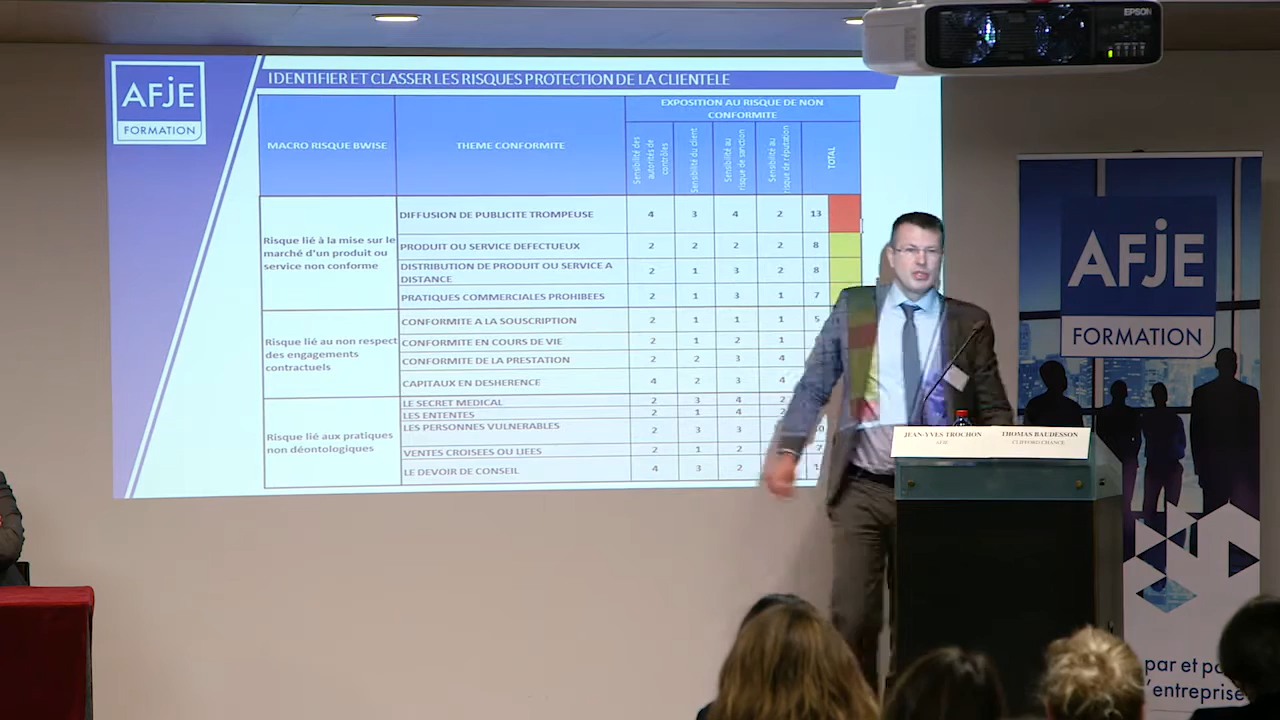 EPSON
AFJE
FORMATION
IDENTIFIER ET CLASSER LES RISQUES PROTECTION DE LA CLIENTELE
MACRO RISQUE BWISE
THEME CONFORMITE
EXPOSITION AU RISQUE DE NON
CONFORMITE
Sensibilité des
autorités de
contrôles
Sensibilité du client
Sensibilité au
risque de sanction
Sensibilité au
risque de réputation
TOTAL
Risque lié à la mise sur le
marché d'un produit ou
service non conforme
DIFFUSION DE PUBLICITE TROMPEUSE 4 3 4 2 13
PRODUIT OU SERVICE DEFECTUEUX 2 2 2 2 8
DISTRIBUTION DE PRODUIT OU SERVICE A
DISTANCE 2 1 3 2 8
PRATIQUES COMMERCIALES PROHIBEES 2 1 3 1 7
Risque lié au non respect
des engagements
contractuels
CONFORMITE A LA SOUSCRIPTION 2 1 1 1 5
CONFORMITE EN COURS DE VIE 2 1 2 1
CONFORMITE DE LA PRESTATION 2 2 3 4
CAPITAUX EN DESHERENCE 4 2 3 4
Risque lié aux pratiques
non déontologiques
LE SECRET MEDICAL 2 3 4 2
LES ENTENTES 2 1 4 2
LES PERSONNES VULNERABLES 2 3 3
VENTES CROISEES OU LIEES 2 1 2 7
LE DEVOIR DE CONSEIL 4 3 2
AFJE
FORMATION
JEAN-YVES TROCHON
AFJE
THOMAS BAUDESSON
CLIFFORD CHANCE
par et
l'entreprise